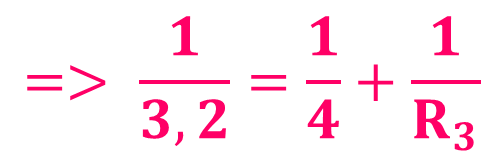 => 1/3,2 = 1/4 + 1/R₃